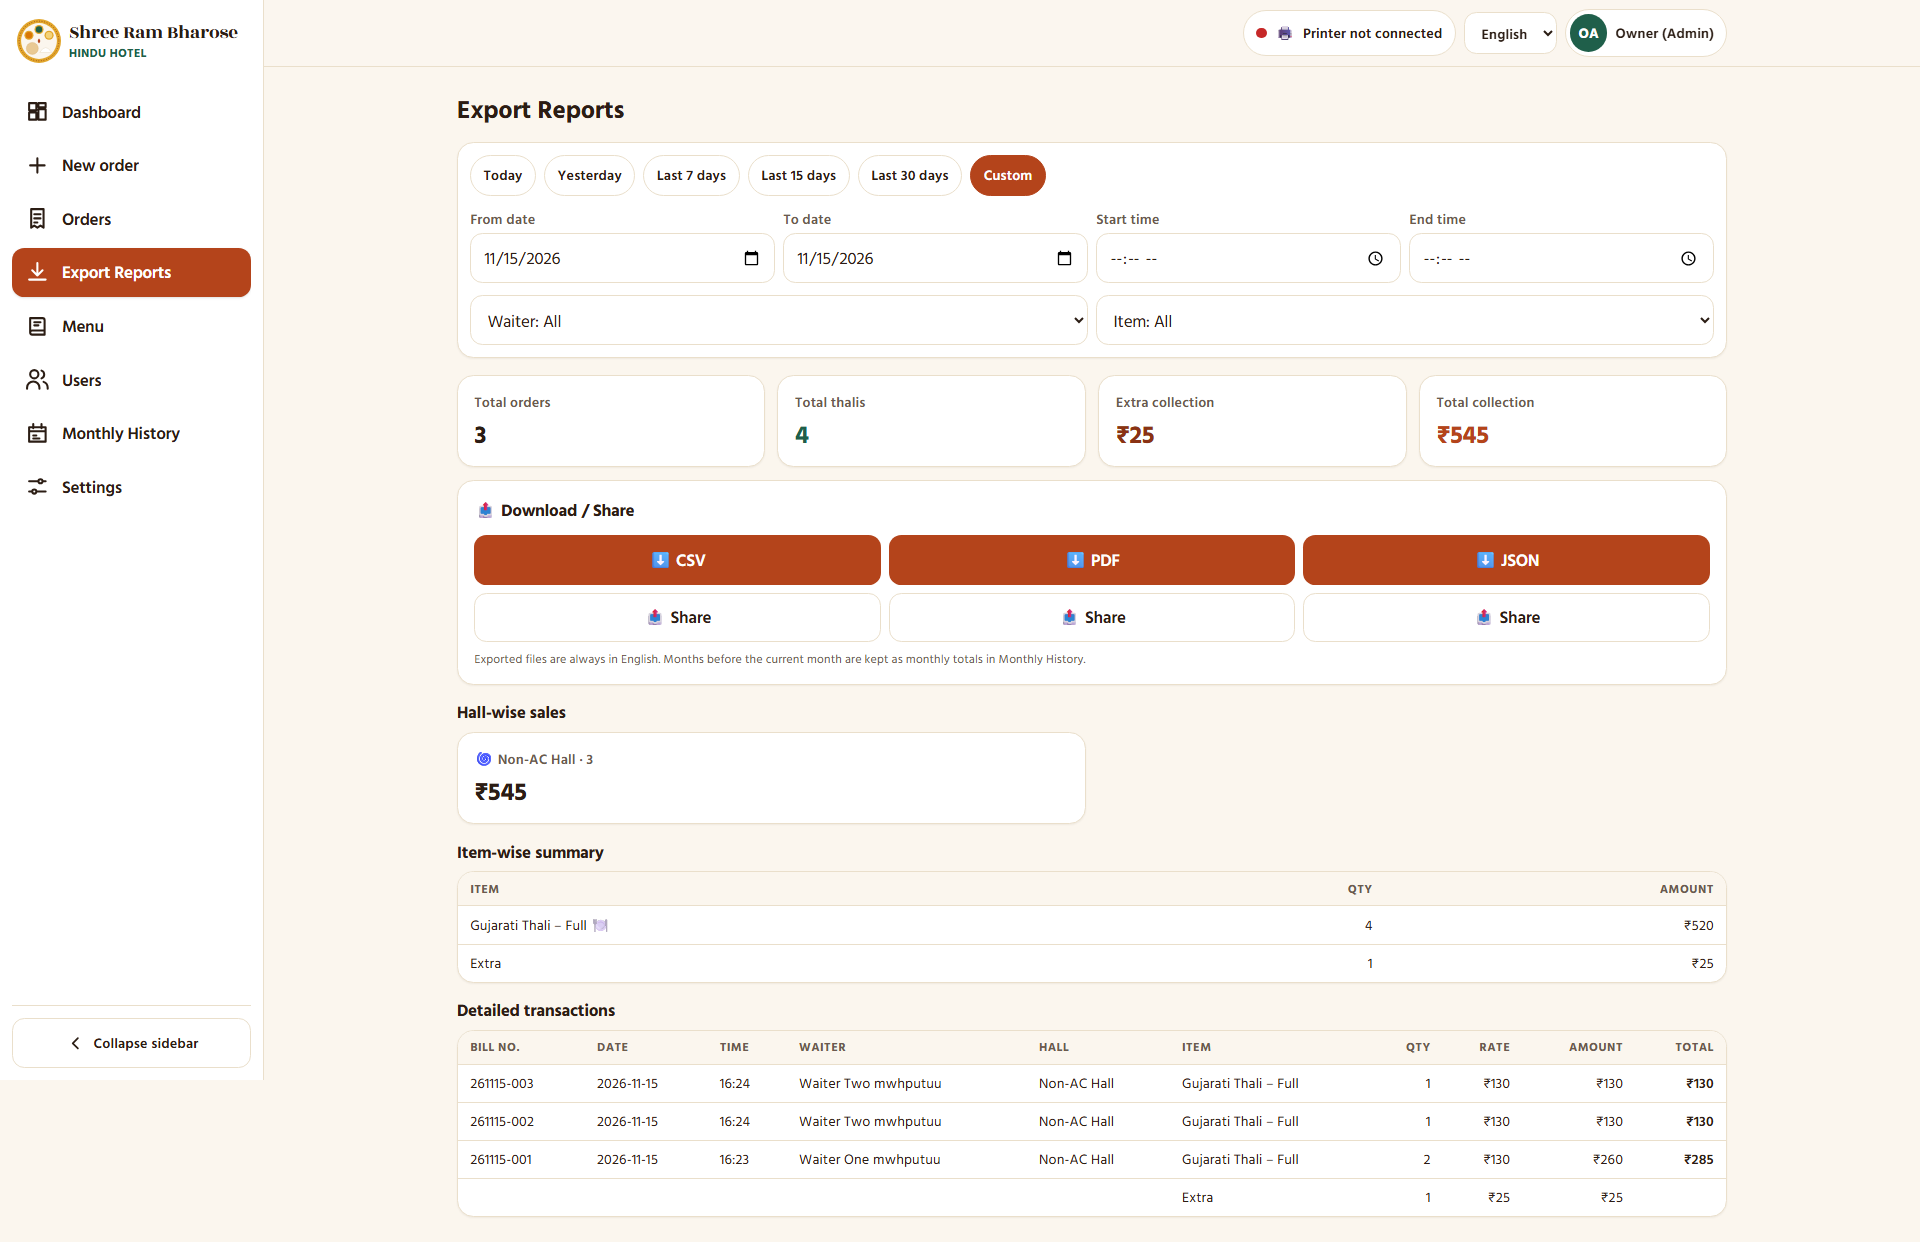 Shree Ram Bharose
HINDU HOTEL
Printer not connected
English
OA
Owner (Admin)
Dashboard
New order
Orders
Export Reports
Menu
Users
Monthly History
Settings
Collapse sidebar
Export Reports
Today
Yesterday
Last 7 days
Last 15 days
Last 30 days
Custom
From date
To date
Start time
End time
11/15/2026
11/15/2026
--:-- --
--:-- --
Waiter: All
Item: All
Total orders
3
Total thalis
4
Extra collection
₹25
Total collection
₹545
Download / Share
CSV
PDF
JSON
Share
Share
Share
Exported files are always in English. Months before the current month are kept as monthly totals in Monthly History.
Hall-wise sales
Non-AC Hall · 3
₹545
Item-wise summary
ITEM QTY AMOUNT
Gujarati Thali – Full 4 ₹520
Extra 1 ₹25
Detailed transactions
BILL NO. DATE TIME WAITER HALL ITEM QTY RATE AMOUNT TOTAL
261115-003 2026-11-15 16:24 Waiter Two mwhputuu Non-AC Hall Gujarati Thali – Full 1 ₹130 ₹130 ₹130
261115-002 2026-11-15 16:24 Waiter Two mwhputuu Non-AC Hall Gujarati Thali – Full 1 ₹130 ₹130 ₹130
261115-001 2026-11-15 16:23 Waiter One mwhputuu Non-AC Hall Gujarati Thali – Full 2 ₹130 ₹260 ₹285
Extra 1 ₹25 ₹25